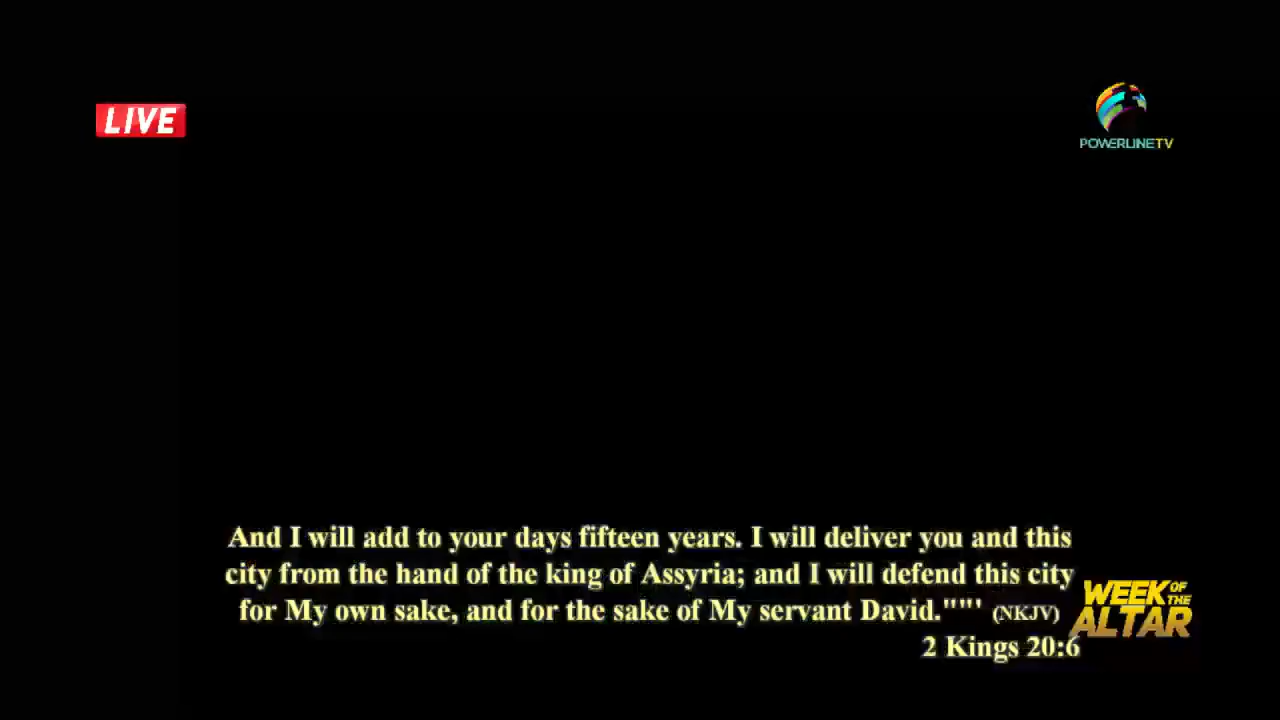 LIVE
POWERLINETV
And I will add to your days fifteen years. I will deliver you and this
city from the hand of the king of Assyria; and I will defend this city
for My own sake, and for the sake of My servant David.""' (NKJV)
2 Kings 20:6
WEEK OF THE
ALTAR